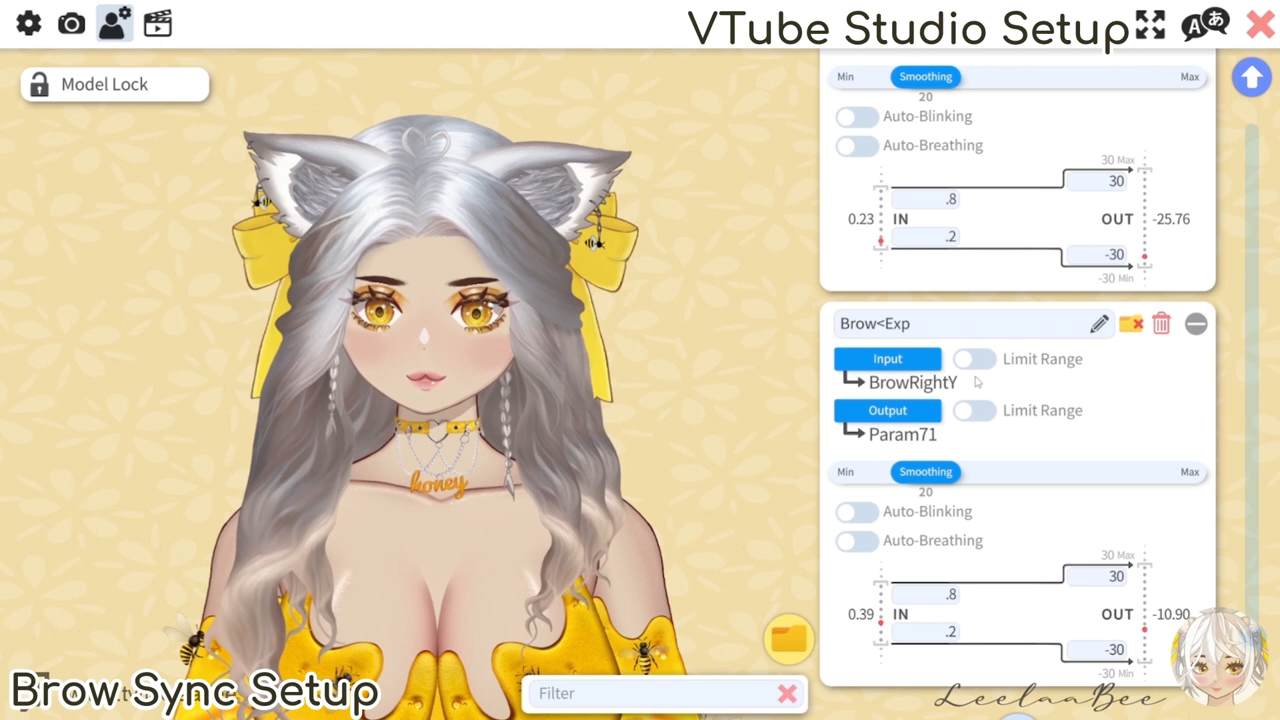 VTube Studio Setup
A あ
Model Lock
Min Smoothing Max
20
Auto-Blinking
Auto-Breathing
30 Max
30
.8
0.23 IN OUT -25.76
.2
-30
-30 Min
Brow<Exp
Input Limit Range
BrowRightY
Output Limit Range
Param71
Min Smoothing Max
20
Auto-Blinking
Auto-Breathing
30 Max
30
.8
0.39 IN OUT -10.90
.2
-30
-30 Min
honey
Brow Sync Setup
Filter
LeelaaBee